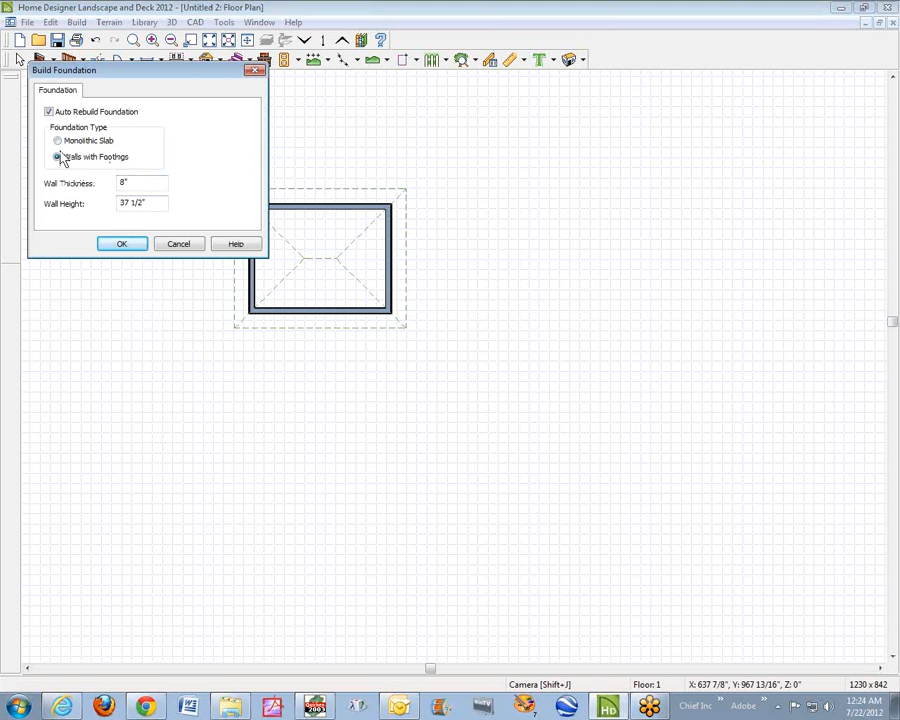 Home Designer Landscape and Deck 2012 - [Untitled 2: Floor Plan]
File Edit Build Terrain Library 3D CAD Tools Window Help
Build Foundation
Foundation
Auto Rebuild Foundation
Foundation Type
Monolithic Slab
Walls with Footings
Wall Thickness: 8"
Wall Height: 37 1/2"
OK Cancel Help
Camera [Shift+J] Floor: 1 X: 637 7/8", Y: 967 13/16", Z: 0" 1230 x 842
Chief Inc » Adobe » 12:24 AM
7/22/2012